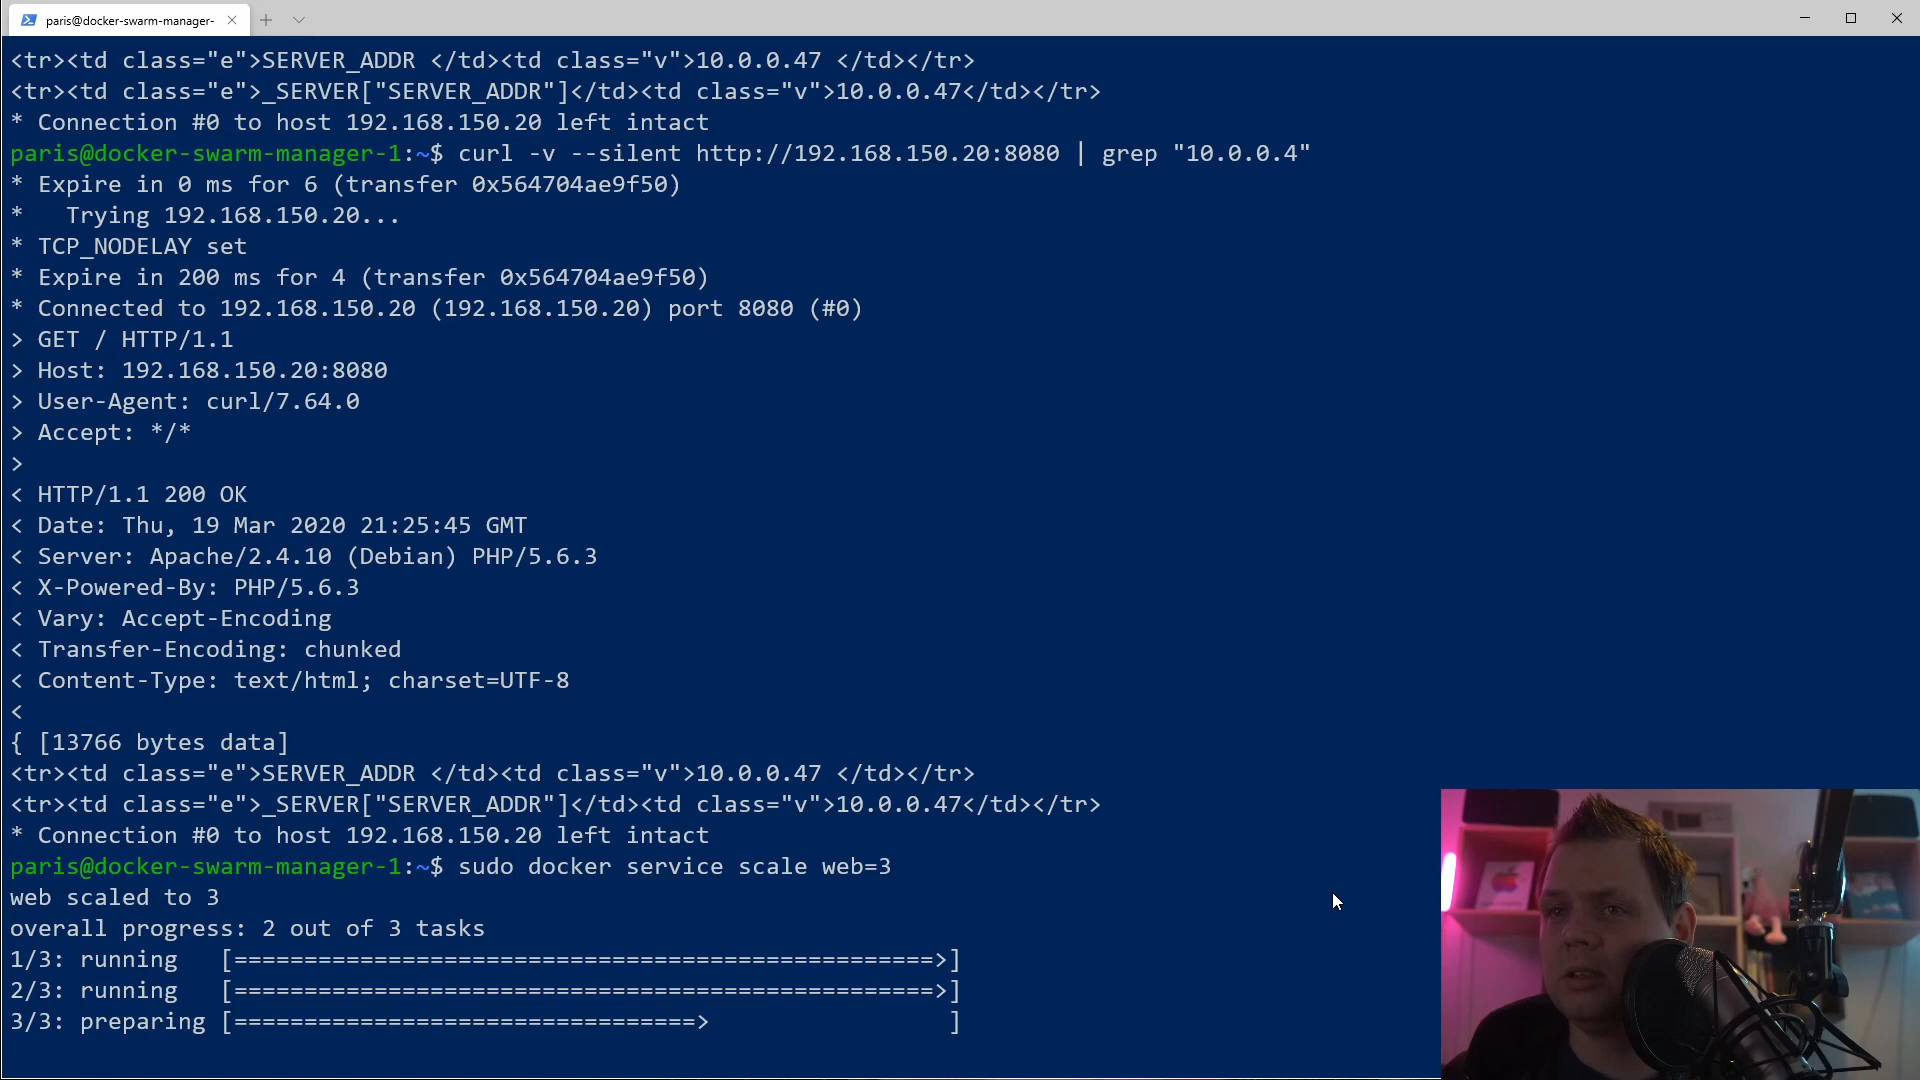 paris@docker-swarm-manager-
<tr><td class="e">SERVER_ADDR </td><td class="v">10.0.0.47 </td></tr>
<tr><td class="e">_SERVER["SERVER_ADDR"]</td><td class="v">10.0.0.47</td></tr>
* Connection #0 to host 192.168.150.20 left intact
paris@docker-swarm-manager-1:~$ curl -v --silent http://192.168.150.20:8080 | grep "10.0.0.4"
* Expire in 0 ms for 6 (transfer 0x564704ae9f50)
*   Trying 192.168.150.20...
* TCP_NODELAY set
* Expire in 200 ms for 4 (transfer 0x564704ae9f50)
* Connected to 192.168.150.20 (192.168.150.20) port 8080 (#0)
> GET / HTTP/1.1
> Host: 192.168.150.20:8080
> User-Agent: curl/7.64.0
> Accept: */*
>
< HTTP/1.1 200 OK
< Date: Thu, 19 Mar 2020 21:25:45 GMT
< Server: Apache/2.4.10 (Debian) PHP/5.6.3
< X-Powered-By: PHP/5.6.3
< Vary: Accept-Encoding
< Transfer-Encoding: chunked
< Content-Type: text/html; charset=UTF-8
<
{ [13766 bytes data]
<tr><td class="e">SERVER_ADDR </td><td class="v">10.0.0.47 </td></tr>
<tr><td class="e">_SERVER["SERVER_ADDR"]</td><td class="v">10.0.0.47</td></tr>
* Connection #0 to host 192.168.150.20 left intact
paris@docker-swarm-manager-1:~$ sudo docker service scale web=3
web scaled to 3
overall progress: 2 out of 3 tasks
1/3: running   [==================================================>]
2/3: running   [==================================================>]
3/3: preparing [=================================>                 ]